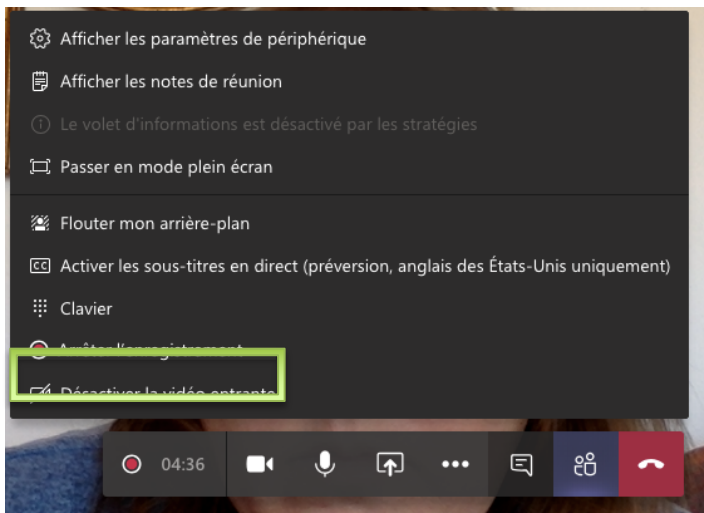 Afficher les paramètres de périphérique
Afficher les notes de réunion
Le volet d'informations est désactivé par les stratégies
Passer en mode plein écran
Flouter mon arrière-plan
CC Activer les sous-titres en direct (préversion, anglais des États-Unis uniquement)
Clavier
Arrêter l'enregistrement
Désactiver la vidéo entrante
04:36